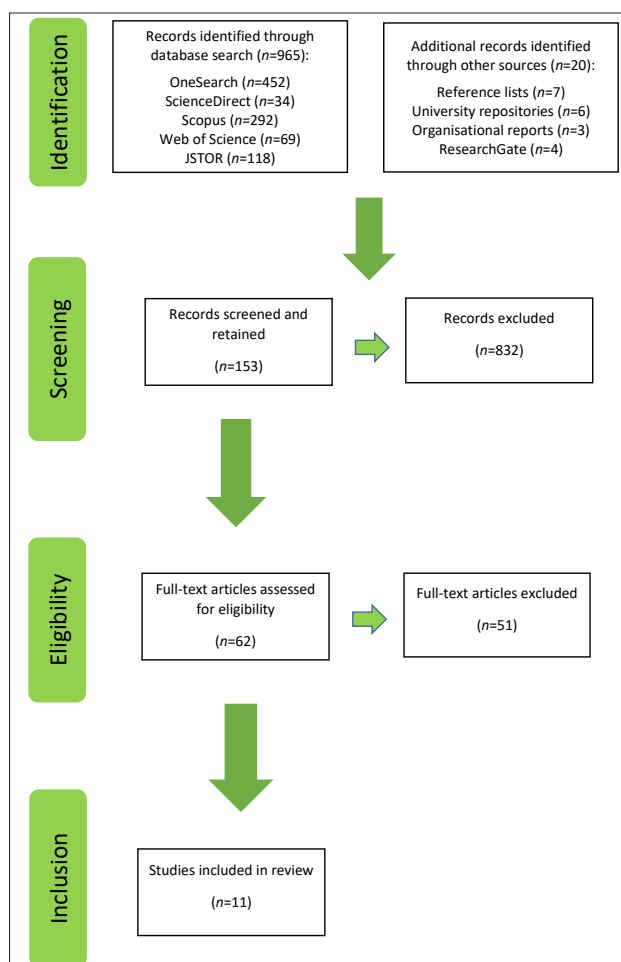 Identification
Records identified through
database search (n=965):
OneSearch (n=452)
ScienceDirect (n=34)
Scopus (n=292)
Web of Science (n=69)
JSTOR (n=118)
Additional records identified
through other sources (n=20):
Reference lists (n=7)
University repositories (n=6)
Organisational reports (n=3)
ResearchGate (n=4)
Screening
Records screened and
retained
(n=153)
Records excluded
(n=832)
Eligibility
Full-text articles assessed
for eligibility
(n=62)
Full-text articles excluded
(n=51)
Inclusion
Studies included in review
(n=11)